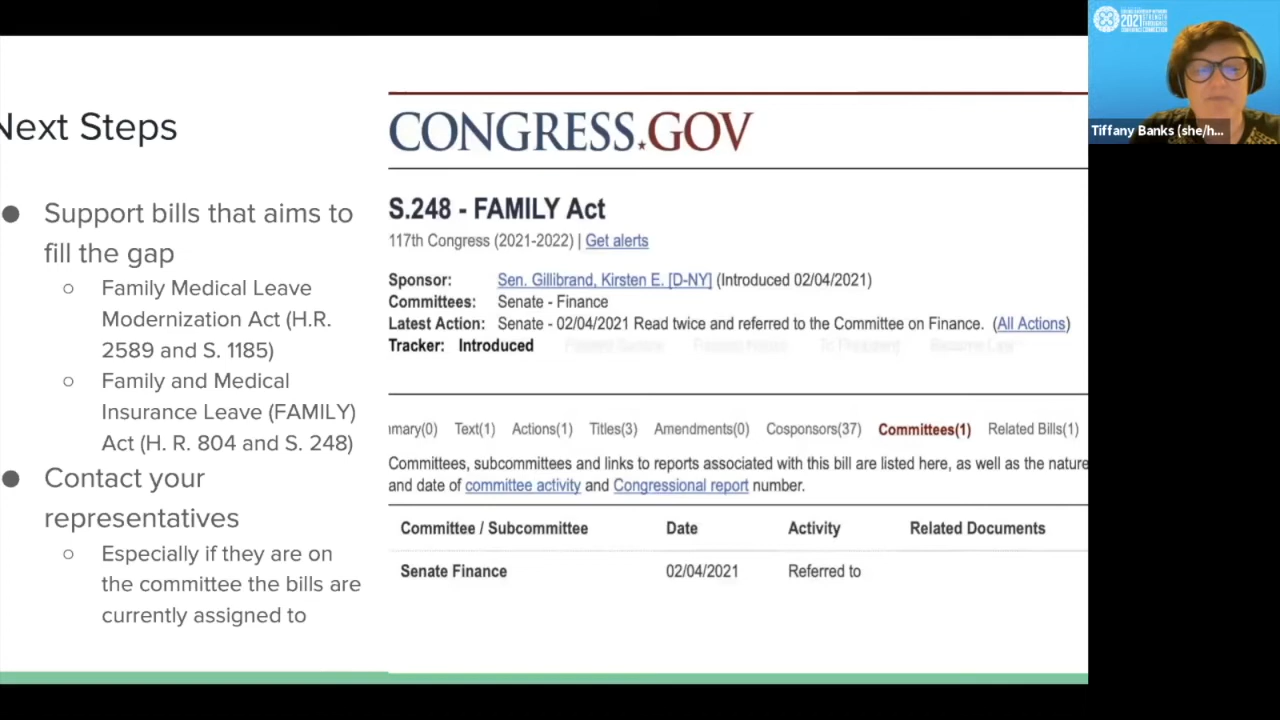 Next Steps
Support bills that aims to
fill the gap
Family Medical Leave
Modernization Act (H.R.
2589 and S. 1185)
Family and Medical
Insurance Leave (FAMILY)
Act (H. R. 804 and S. 248)
Contact your
representatives
Especially if they are on
the committee the bills are
currently assigned to
CONGRESS.GOV
S.248 - FAMILY Act
117th Congress (2021-2022) | Get alerts
Sponsor: Sen. Gillibrand, Kirsten E. [D-NY] (Introduced 02/04/2021)
Committees: Senate - Finance
Latest Action: Senate - 02/04/2021 Read twice and referred to the Committee on Finance. (All Actions)
Tracker: Introduced
mary(0) Text(1) Actions(1) Titles(3) Amendments(0) Cosponsors(37) Committees(1) Related Bills(1)
Committees, subcommittees and links to reports associated with this bill are listed here, as well as the nature
and date of committee activity and Congressional report number.
Committee / Subcommittee Date Activity Related Documents
Senate Finance 02/04/2021 Referred to
2021 STRENGTH
CONNECTION
Tiffany Banks (she/h...